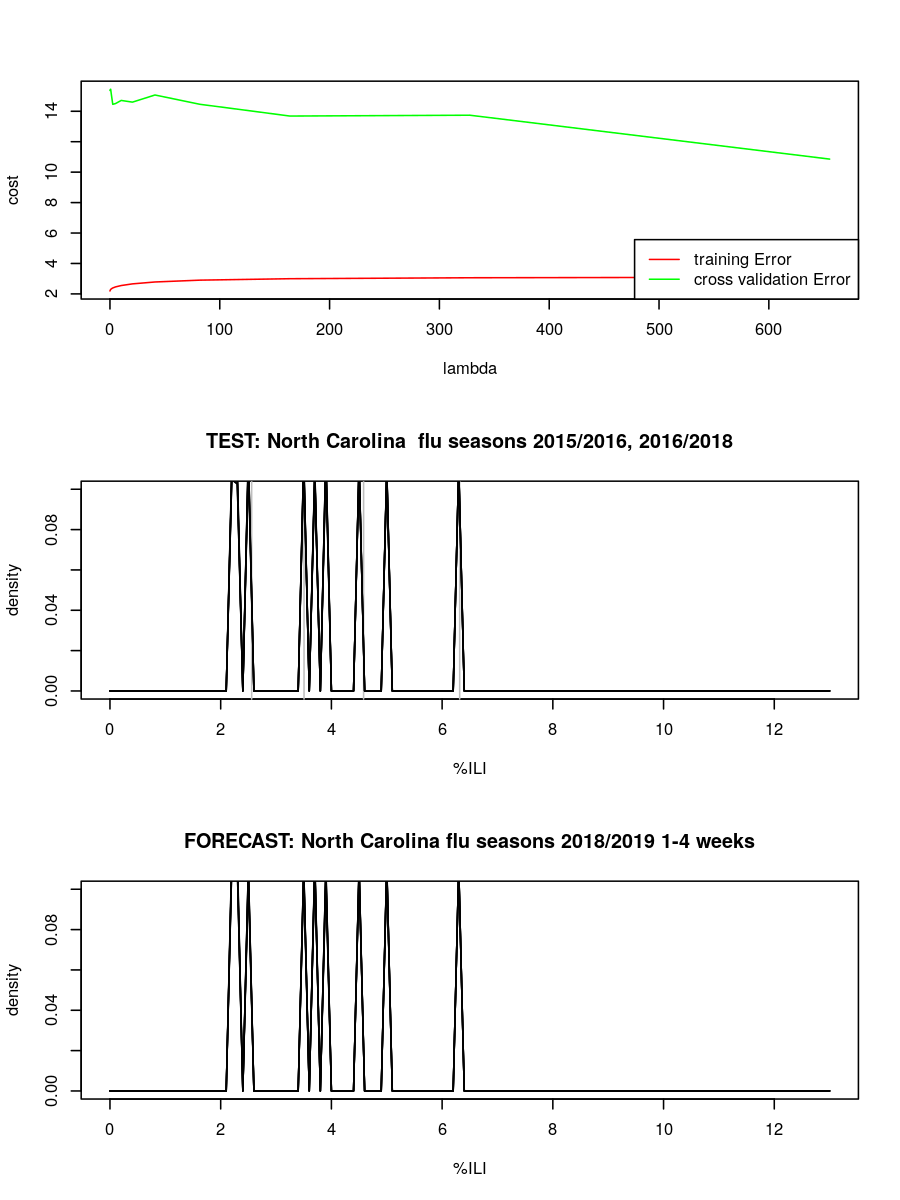 14
10
8
6
4
2
cost
training Error
cross validation Error
0 100 200 300 400 500 600
lambda
TEST: North Carolina  flu seasons 2015/2016, 2016/2018
0.08
0.04
0.00
density
0 2 4 6 8 10 12
%ILI
FORECAST: North Carolina flu seasons 2018/2019 1-4 weeks
0.08
0.04
0.00
density
0 2 4 6 8 10 12
%ILI